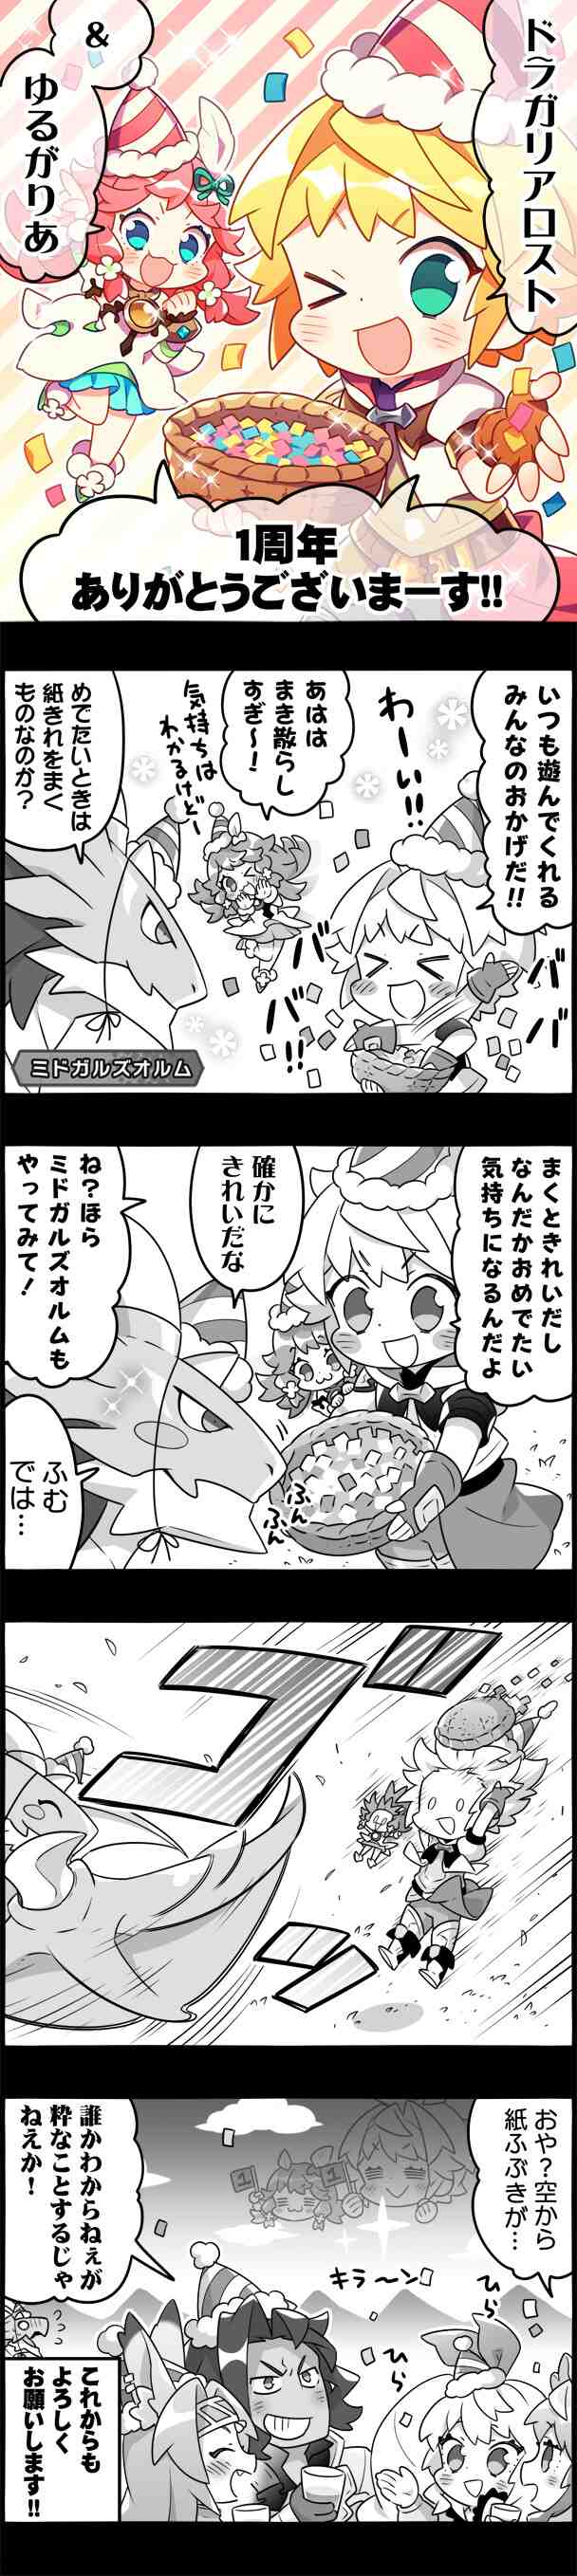 ドラガリアロスト
&
ゆるがりあ
1周年
ありがとうございまーす!!
いつも遊んでくれる
みんなのおかげだ!!
わーい!!
バババババ!!
あははは
まき散らし
すぎ〜!
気持ちは
わかるけどー
めでたいときは
紙きれをまく
ものなのか?
ミドガルズオルム
まくときれいだし
なんだかおめでたい
気持ちになるんだよ
確かに
きれいだな
ね?ほら
ミドガルズオルムも
やってみて!
ふんふん
ふむ
では…
ブワッ
おや?空から
紙ふぶきが…
キラ〜ン
ひら
ひら
1
1
誰かわからねぇが
粋なことするじゃ
ねえか!
これからも
よろしく
お願いします!!